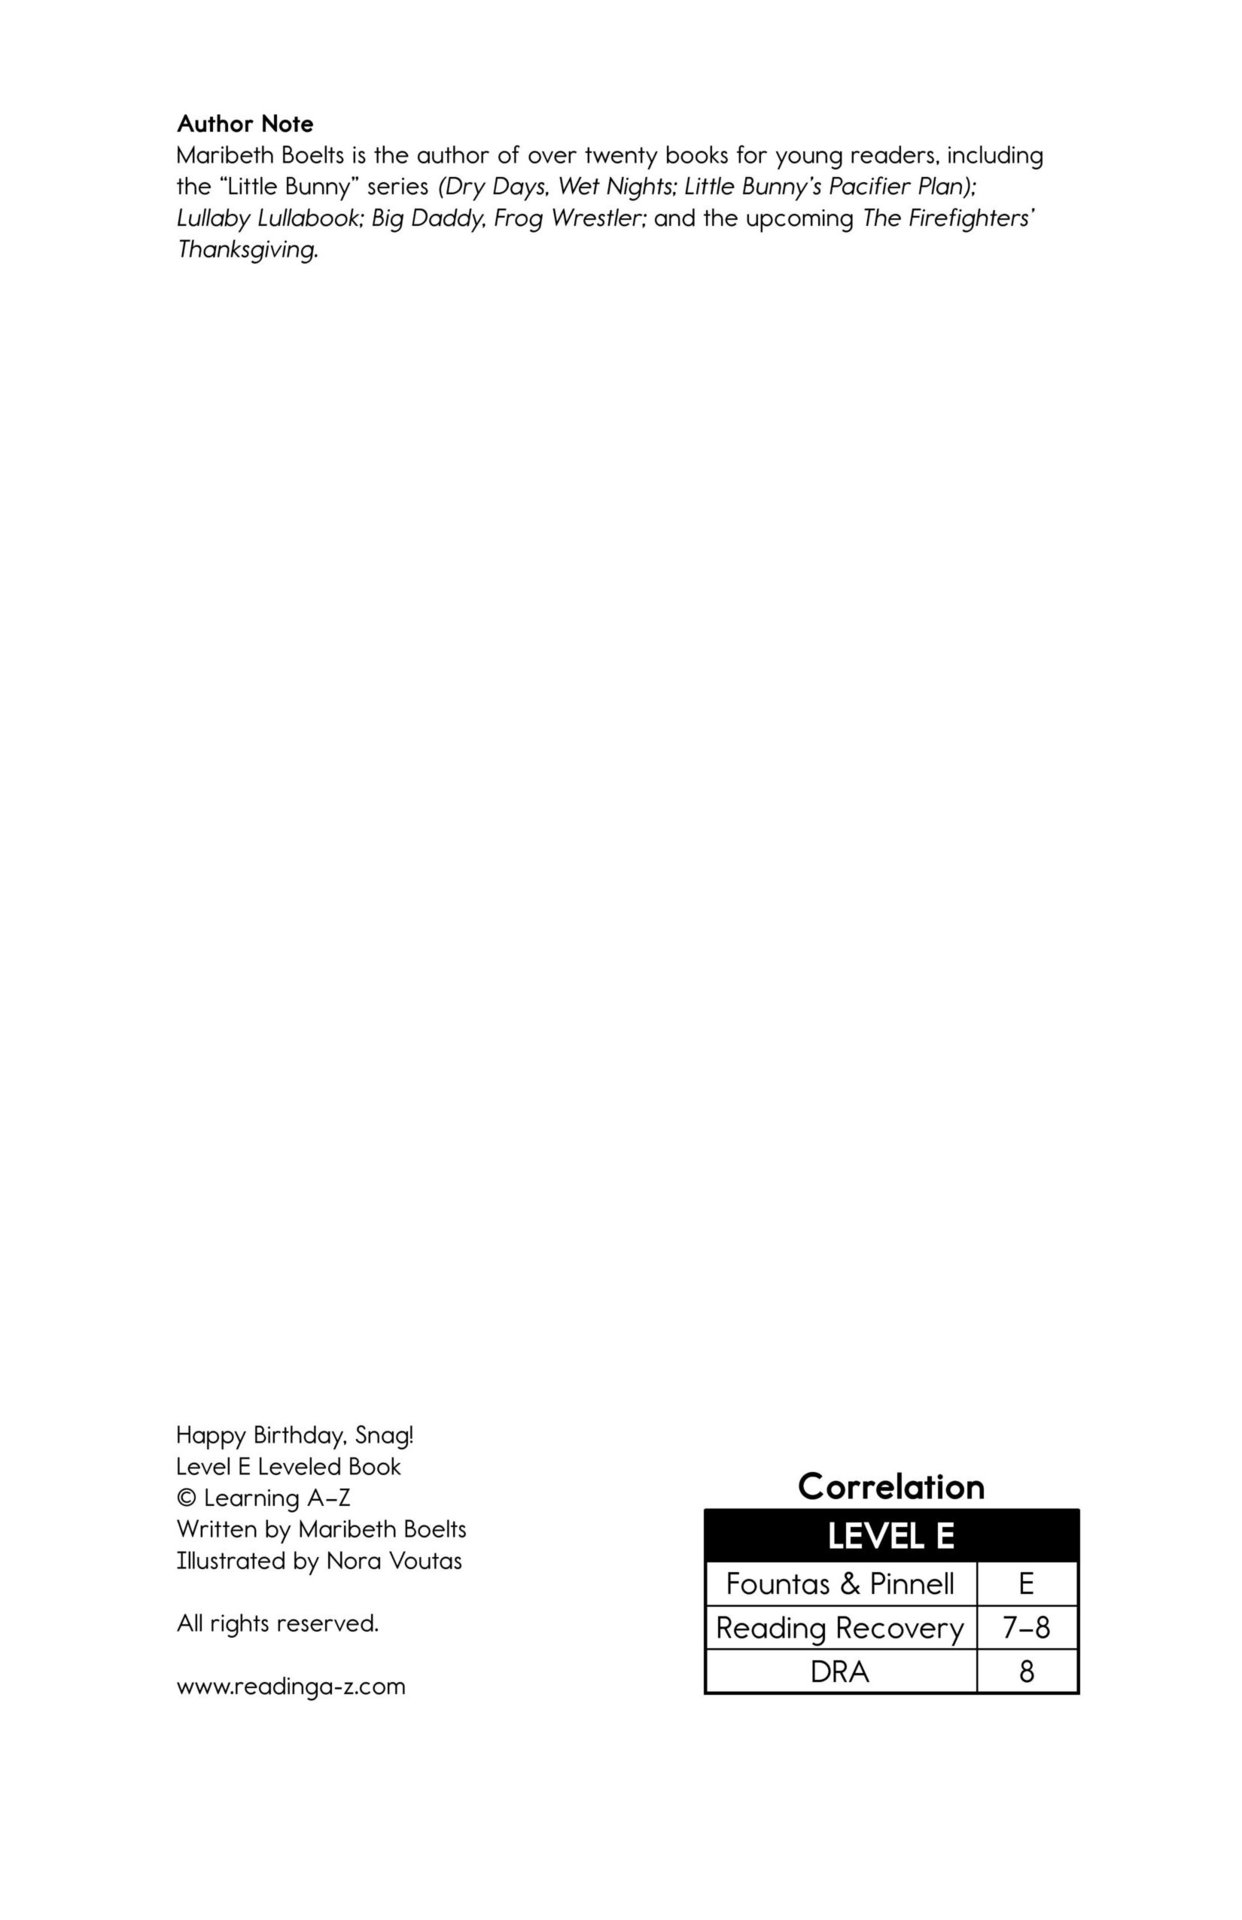 Author Note
Maribeth Boelts is the author of over twenty books for young readers, including
the “Little Bunny” series (Dry Days, Wet Nights; Little Bunny’s Pacifier Plan);
Lullaby Lullabook; Big Daddy, Frog Wrestler; and the upcoming The Firefighters’
Thanksgiving.
Happy Birthday, Snag!
Level E Leveled Book
© Learning A–Z
Written by Maribeth Boelts
Illustrated by Nora Voutas
All rights reserved.
www.readinga-z.com
Correlation
LEVEL E
Fountas & Pinnell E
Reading Recovery 7–8
DRA 8